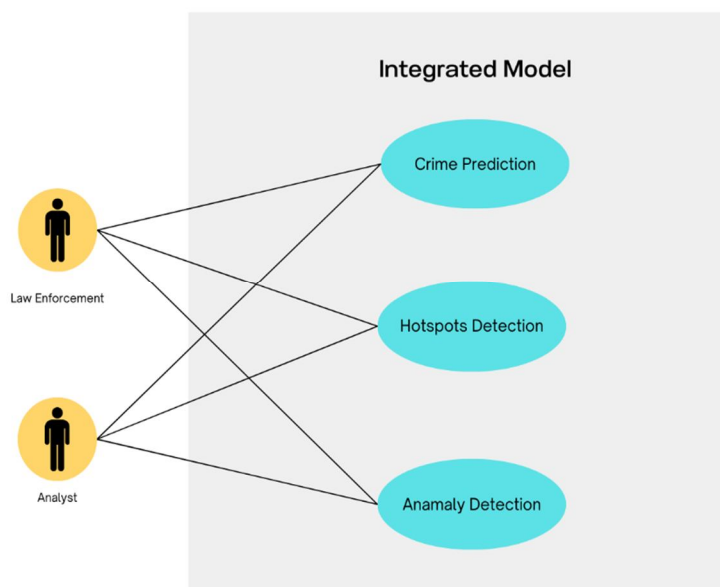 Integrated Model
Crime Prediction
Law Enforcement
Hotspots Detection
Analyst
Anamaly Detection